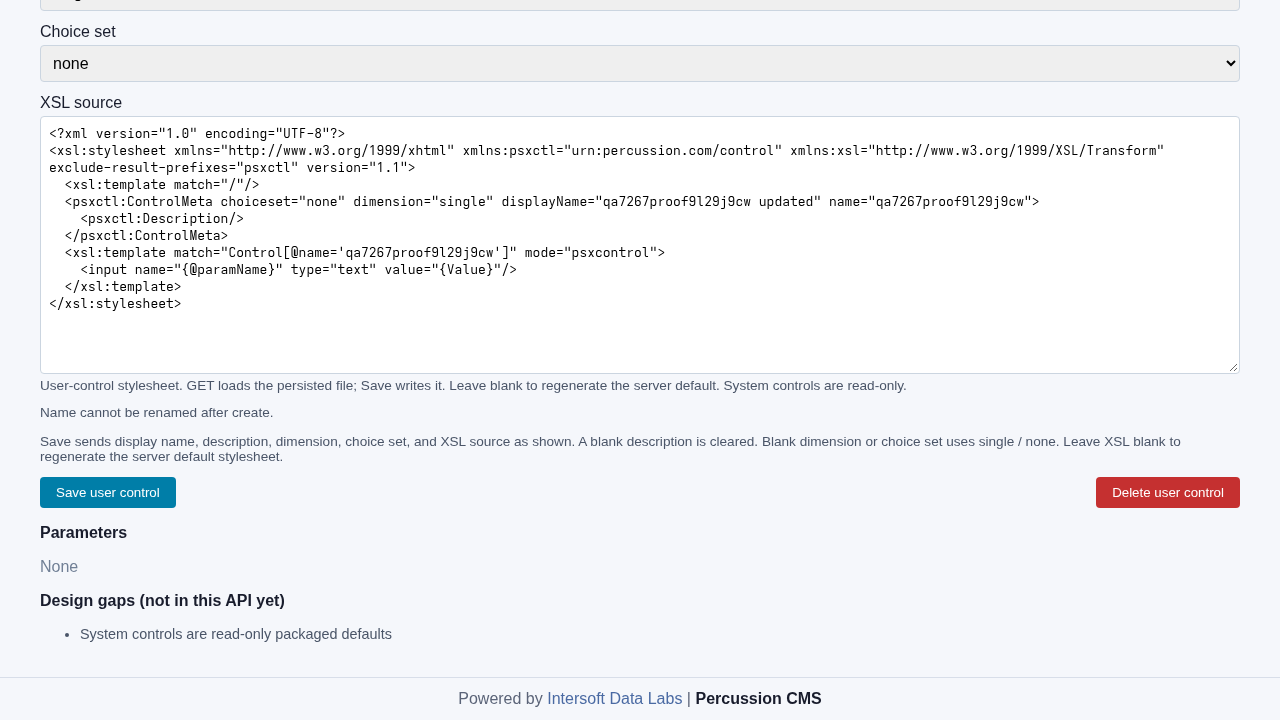 Choice set
none
XSL source
<?xml version="1.0" encoding="UTF-8"?>
<xsl:stylesheet xmlns="http://www.w3.org/1999/xhtml" xmlns:psxctl="urn:percussion.com/control" xmlns:xsl="http://www.w3.org/1999/XSL/Transform"
exclude-result-prefixes="psxctl" version="1.1">
  <xsl:template match="/"/>
  <psxctl:ControlMeta choiceset="none" dimension="single" displayName="qa7267proof9l29j9cw updated" name="qa7267proof9l29j9cw">
    <psxctl:Description/>
  </psxctl:ControlMeta>
  <xsl:template match="Control[@name='qa7267proof9l29j9cw']" mode="psxcontrol">
    <input name="{@paramName}" type="text" value="{Value}"/>
  </xsl:template>
</xsl:stylesheet>
User-control stylesheet. GET loads the persisted file; Save writes it. Leave blank to regenerate the server default. System controls are read-only.
Name cannot be renamed after create.
Save sends display name, description, dimension, choice set, and XSL source as shown. A blank description is cleared. Blank dimension or choice set uses single / none. Leave XSL blank to
regenerate the server default stylesheet.
Save user control
Delete user control
Parameters
None
Design gaps (not in this API yet)
• System controls are read-only packaged defaults
Powered by Intersoft Data Labs | Percussion CMS